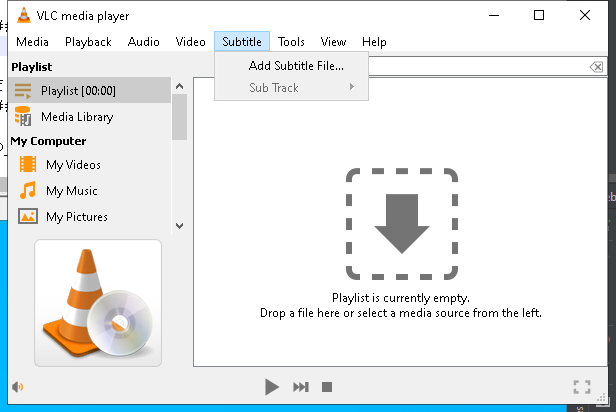 VLC media player
Media Playback Audio Video Subtitle Tools View Help
Add Subtitle File...
Sub Track
Playlist
Playlist [00:00]
Media Library
My Computer
My Videos
My Music
My Pictures
Playlist is currently empty.
Drop a file here or select a media source from the left.